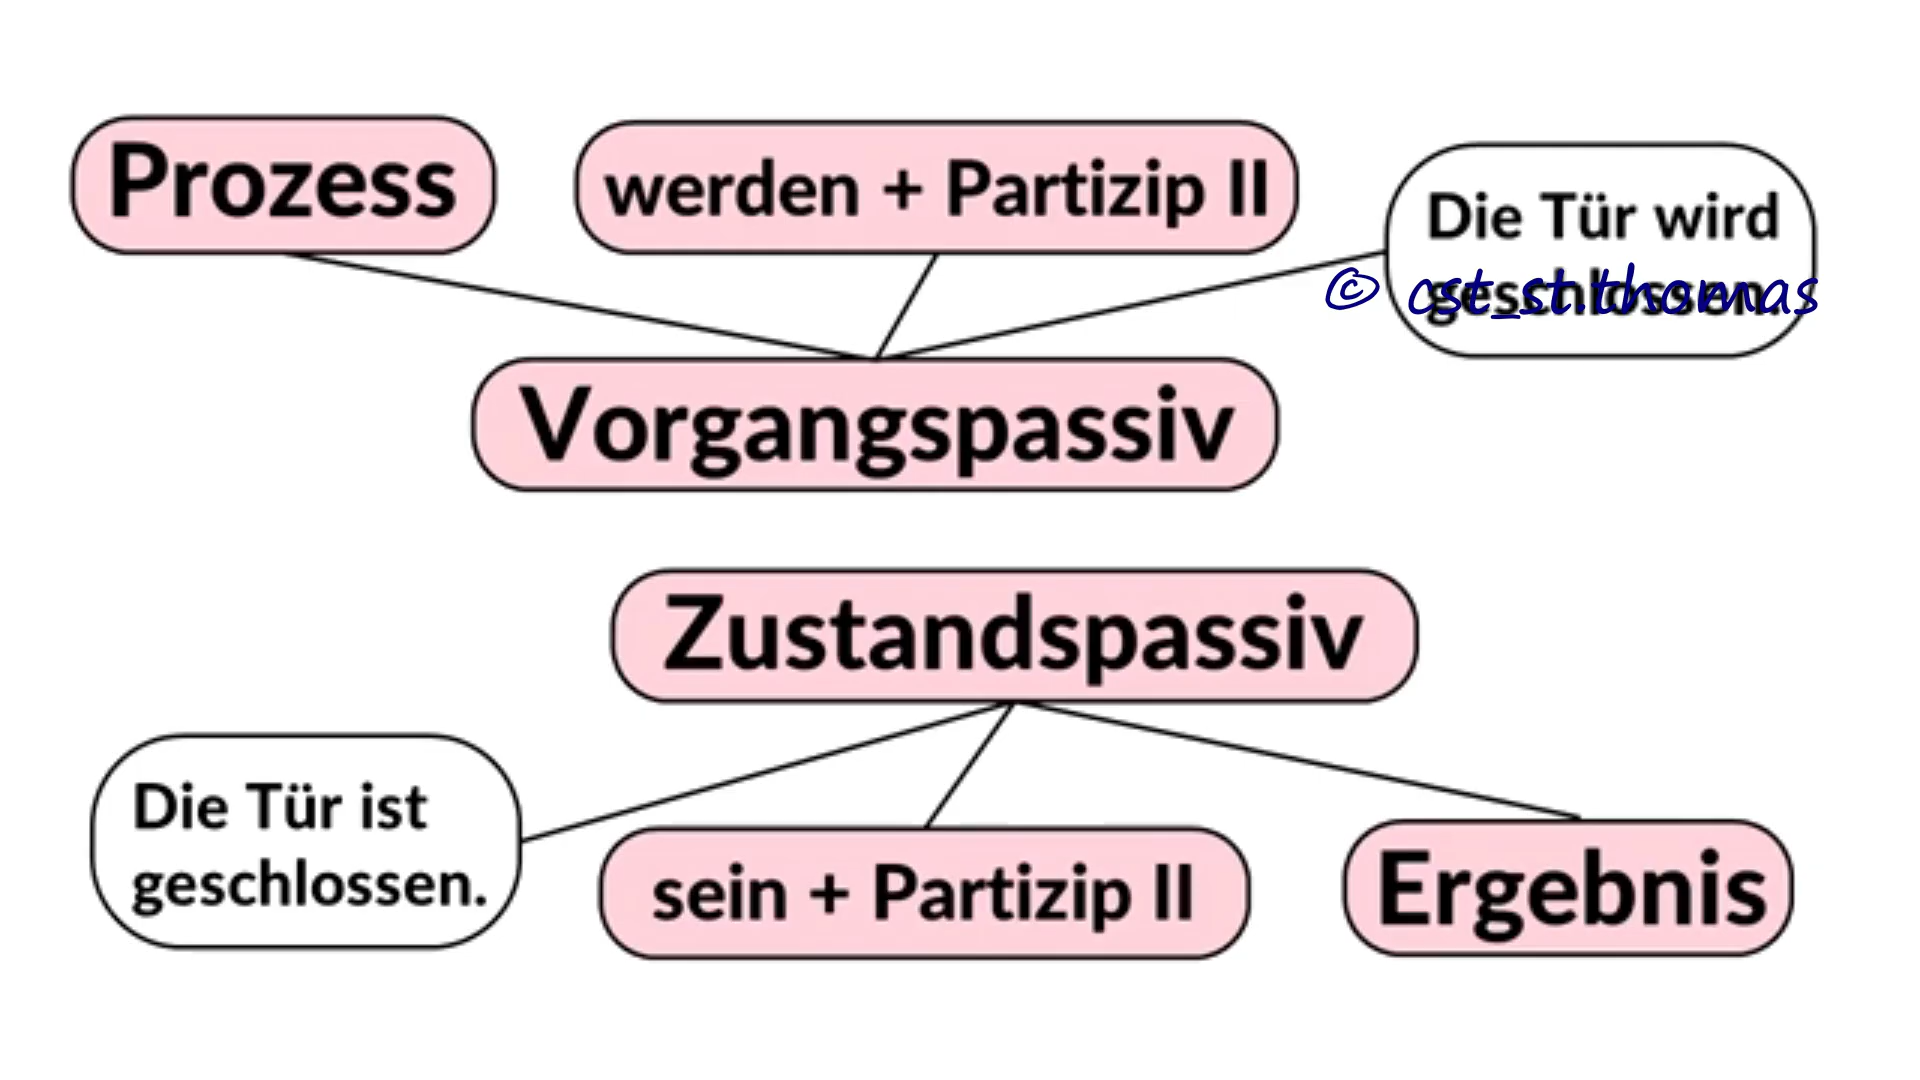 Prozess
werden + Partizip II
Die Tür wird
geschlossen.
© cst_st.thomas
Vorgangspassiv
Zustandspassiv
Die Tür ist
geschlossen.
sein + Partizip II
Ergebnis